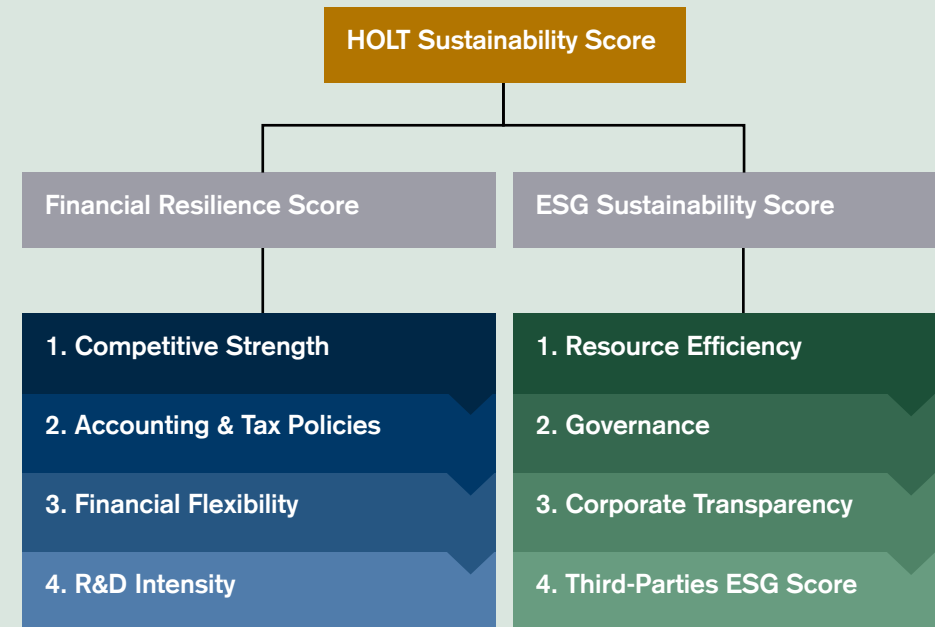 HOLT Sustainability Score
Financial Resilience Score
1. Competitive Strength
2. Accounting & Tax Policies
3. Financial Flexibility
4. R&D Intensity
ESG Sustainability Score
1. Resource Efficiency
2. Governance
3. Corporate Transparency
4. Third-Parties ESG Score